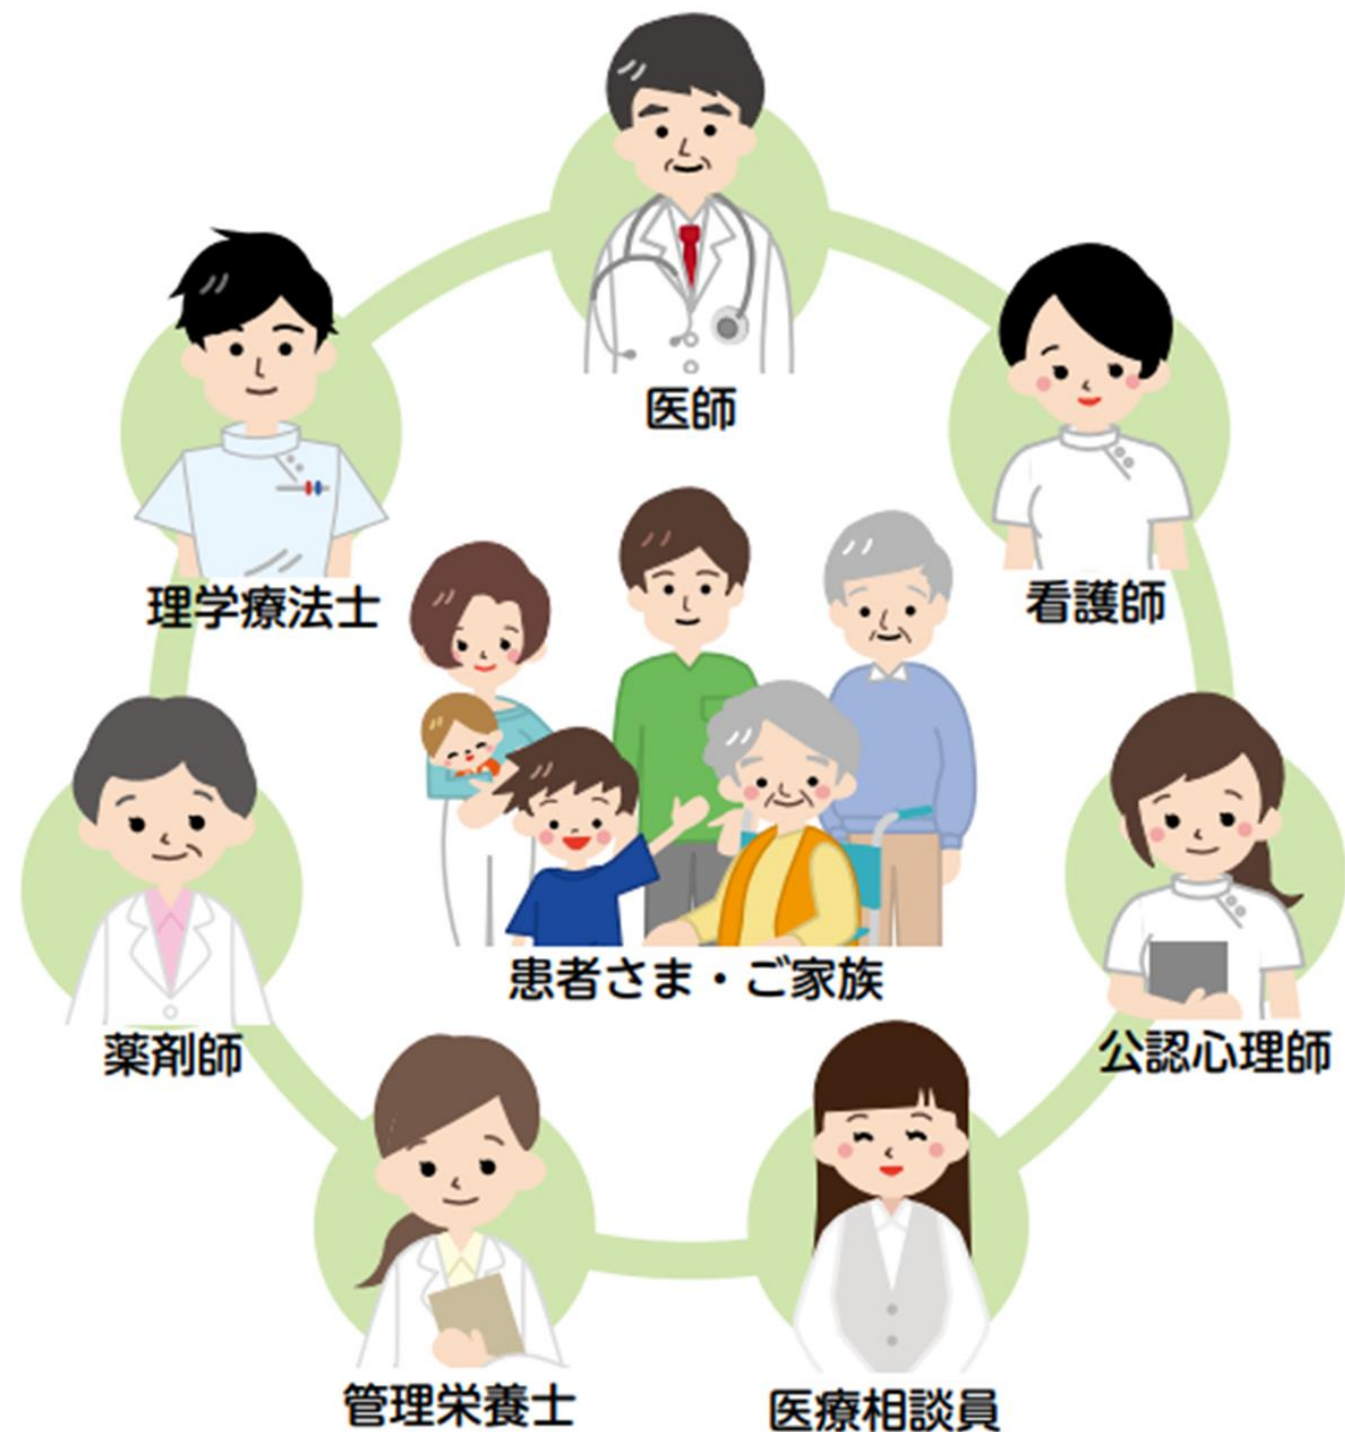 医師
理学療法士
看護師
患者さま・ご家族
薬剤師
公認心理師
管理栄養士
医療相談員